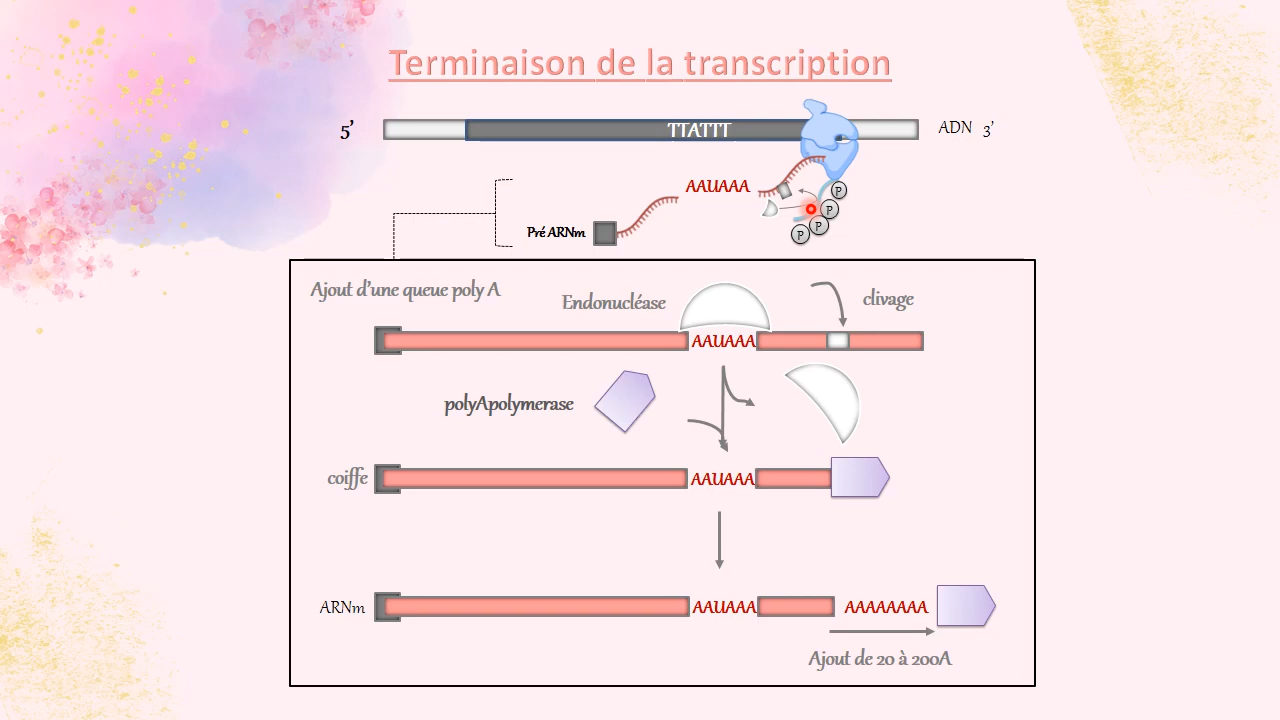 Terminaison de la transcription
5’
TTATTT
ADN 3’
AAUAAA
P
P
P
P
Pré ARNm
Ajout d’une queue poly A
Endonucléase
clivage
AAUAAA
polyApolymerase
coiffe
AAUAAA
ARNm
AAUAAA
AAAAAAAA
Ajout de 20 à 200A